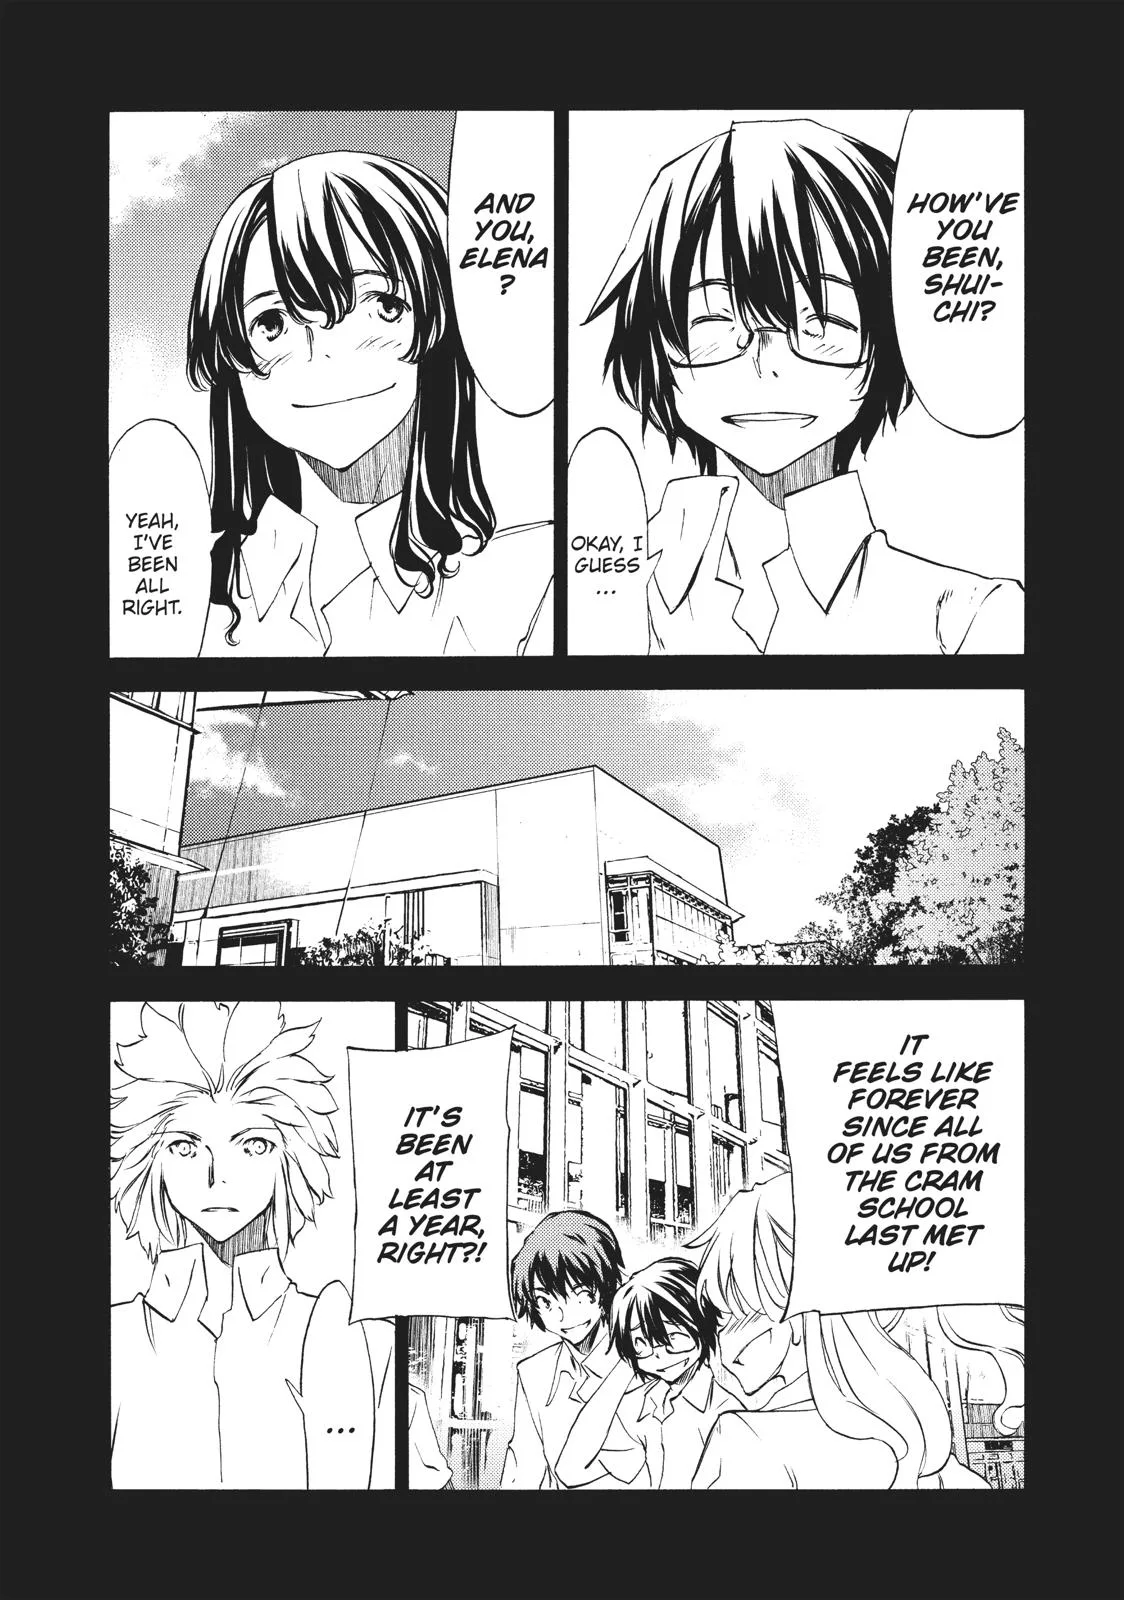 HOW'VE
YOU
BEEN,
SHUI-
CHI?
OKAY, I
GUESS
...
AND
YOU,
ELENA
?
YEAH,
I'VE
BEEN
ALL
RIGHT.
IT
FEELS LIKE
FOREVER
SINCE ALL
OF US FROM
THE CRAM
SCHOOL
LAST MET
UP!
IT'S
BEEN
AT
LEAST
A YEAR,
RIGHT?!
...